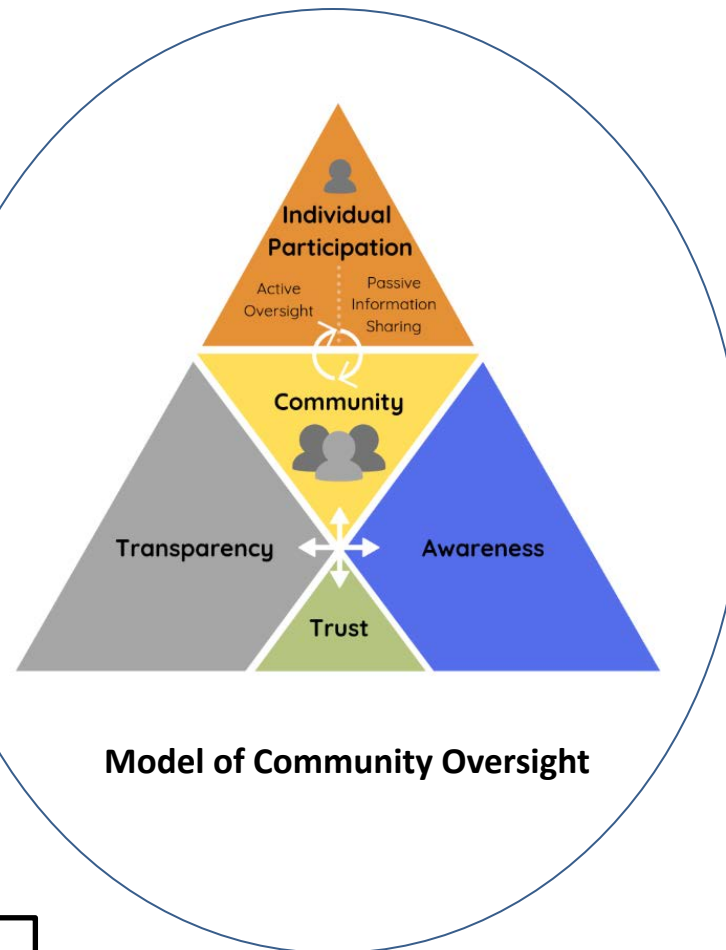 Individual
Participation
Active
Oversight
Passive
Information
Sharing
Community
Transparency
Awareness
Trust
Model of Community Oversight